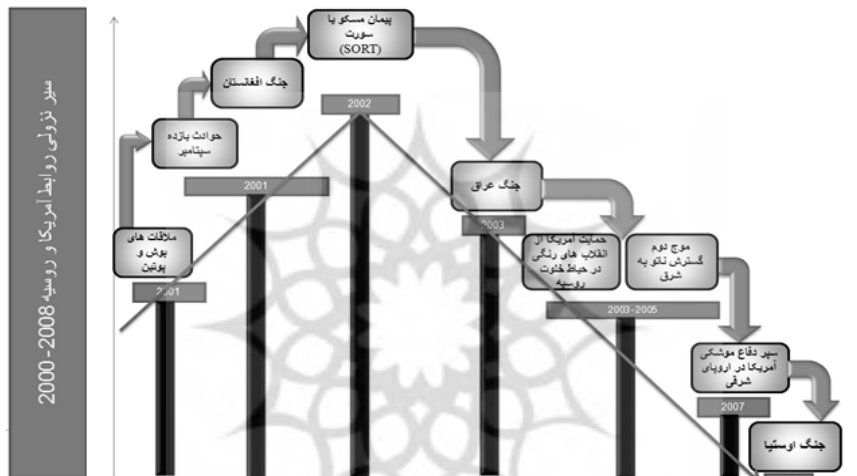 سیر نزولی روابط آمریکا و روسیه 2008-2000
پیمان مسکو یا
سورت
(SORT)
جنگ افغانستان
2002
حوادث یازده
سپتامبر
2001
ملاقات های
بوش و
پوتین
2001
جنگ عراق
2003
حمایت آمریکا از
انقلاب های رنگی
در حیاط خلوت
روسیه
موج دوم
گسترش ناتو به
شرق
2003-2005
سپر دفاع موشکی
آمریکا در اروپای
شرقی
2007
جنگ اوستیا